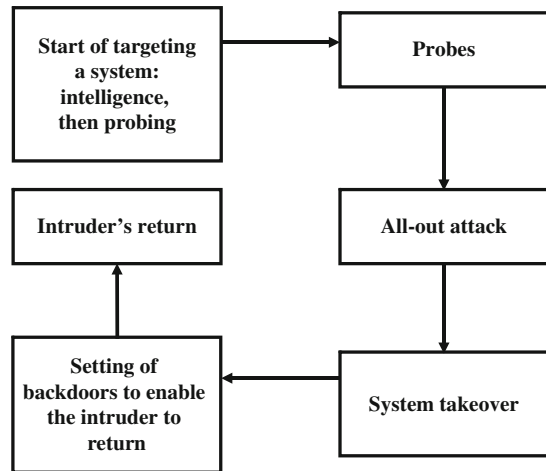 Start of targeting
a system:
intelligence,
then probing
Probes
All-out attack
System takeover
Setting of
backdoors to enable
the intruder to
return
Intruder’s return